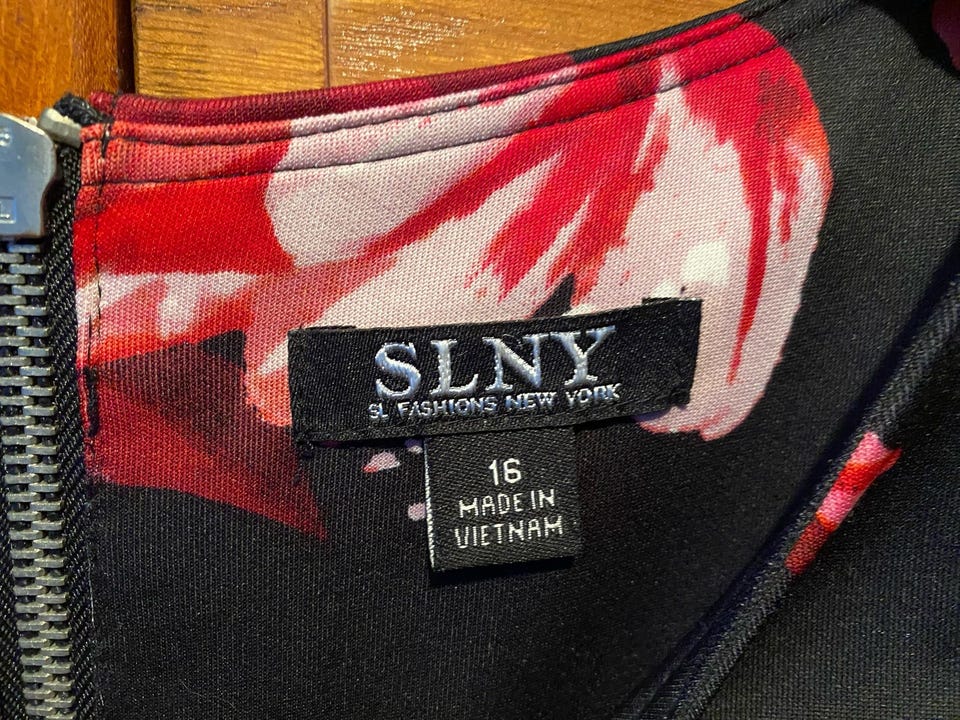 SLNY
SL FASHIONS NEW YORK
16
MADE IN
VIETNAM